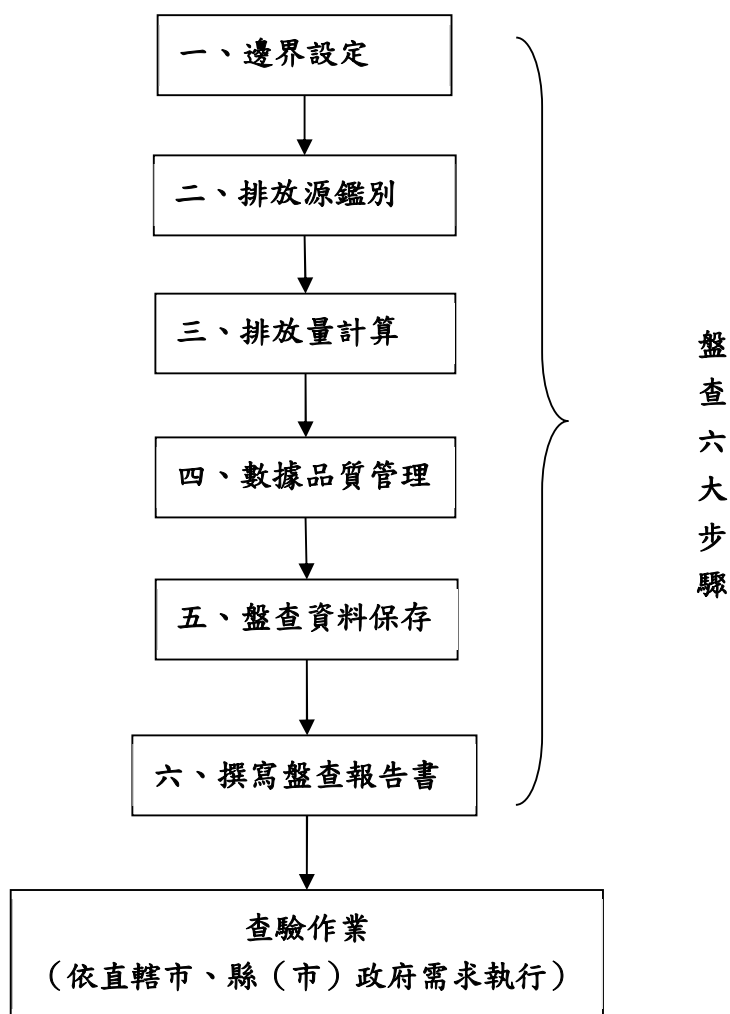 一、邊界設定
二、排放源鑑別
三、排放量計算
四、數據品質管理
五、盤查資料保存
六、撰寫盤查報告書
盤查六大步驟
查驗作業
（依直轄市、縣（市）政府需求執行）